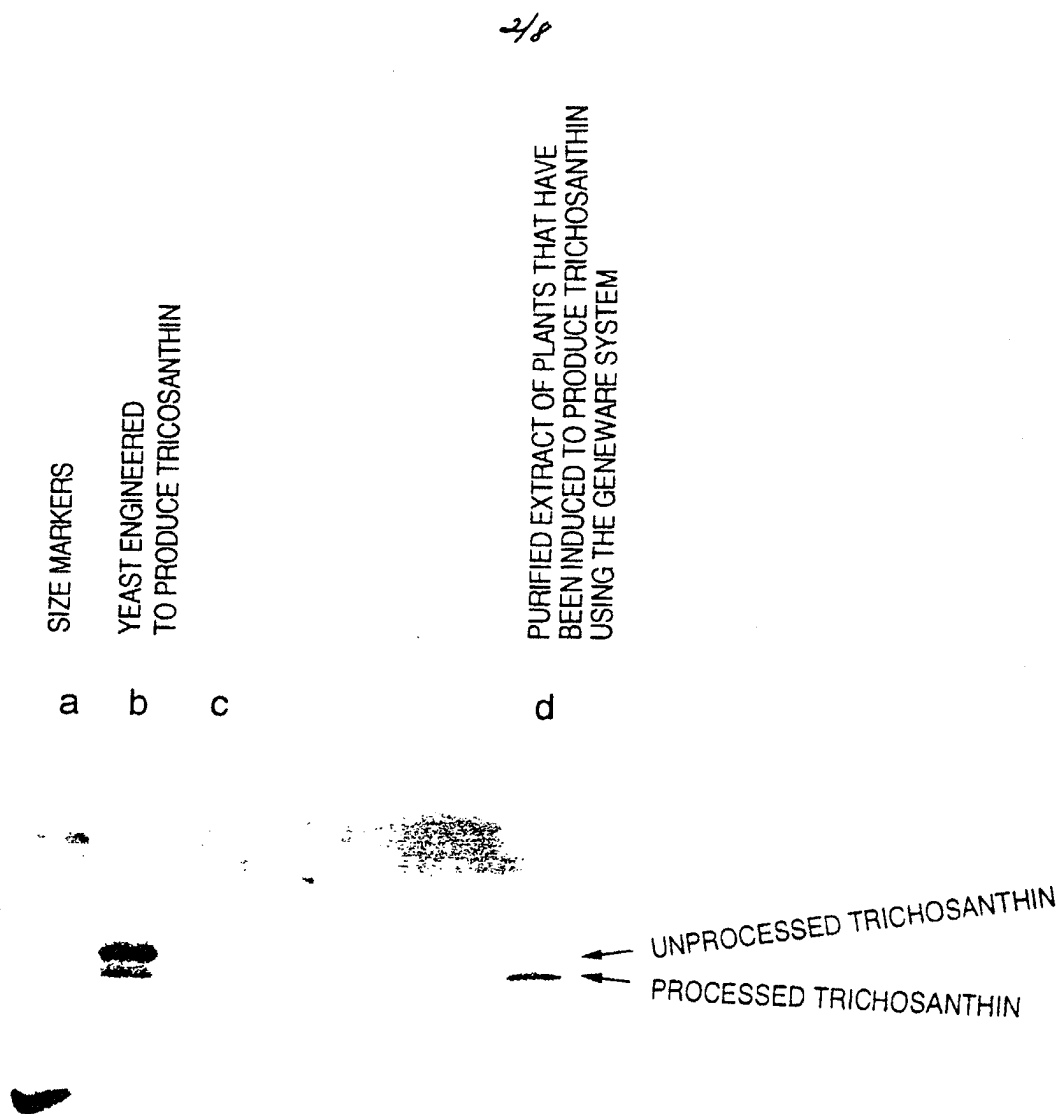 2/8
SIZE MARKERS
YEAST ENGINEERED
TO PRODUCE TRICOSANTHIN
PURIFIED EXTRACT OF PLANTS THAT HAVE
BEEN INDUCED TO PRODUCE TRICHOSANTHIN
USING THE GENEWARE SYSTEM
a b c d
UNPROCESSED TRICHOSANTHIN
PROCESSED TRICHOSANTHIN